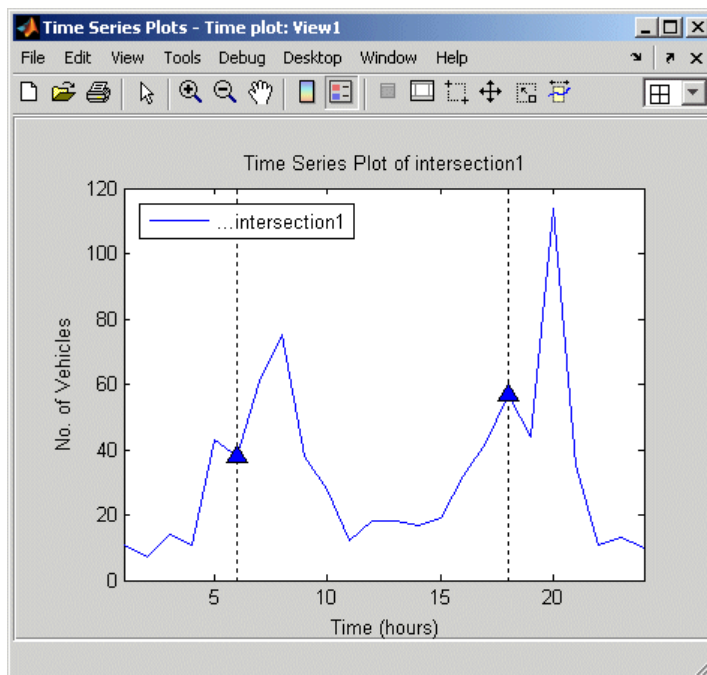 Time Series Plots - Time plot: View1
File Edit View Tools Debug Desktop Window Help
Time Series Plot of intersection1
120
100
80
60
40
20
0
...intersection1
No. of Vehicles
5 10 15 20
Time (hours)